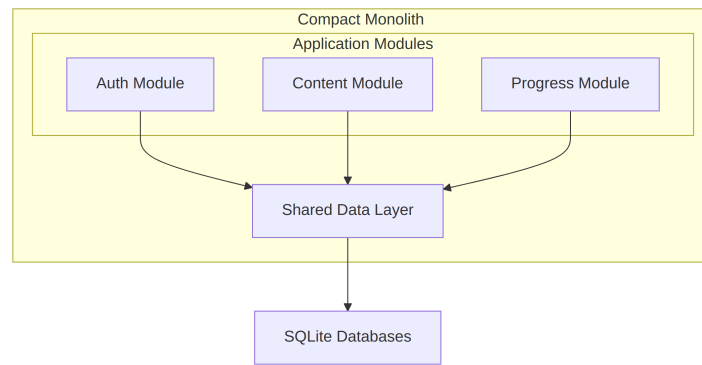 Compact Monolith
Application Modules
Auth Module
Content Module
Progress Module
Shared Data Layer
SQLite Databases